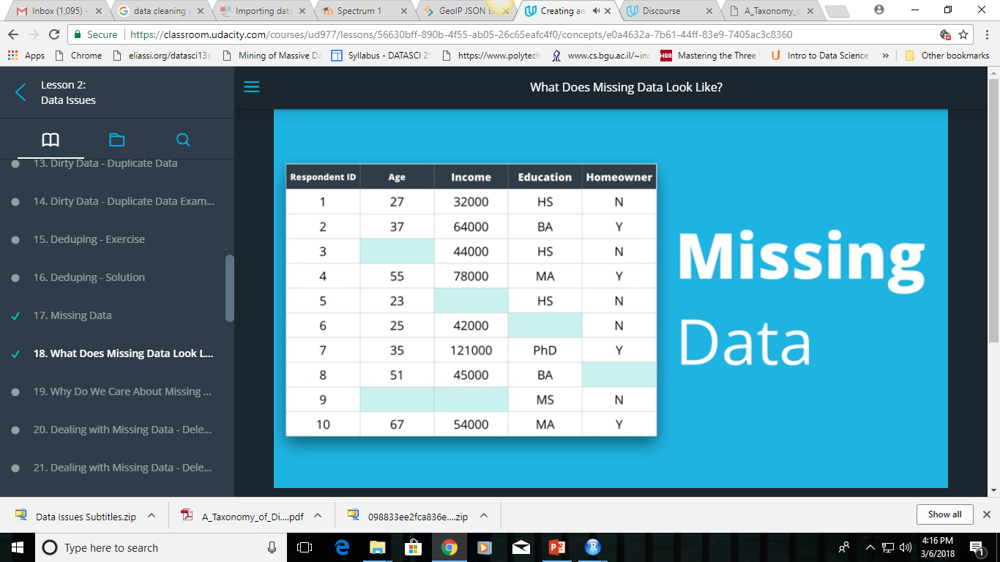 Inbox (1,095) -
data cleaning
Importing data
Spectrum 1
GeoIP JSON E
Creating an
Discourse
A_Taxonomy_o
Secure
https://classroom.udacity.com/courses/ud977/lessons/56630bff-890b-4f55-ab05-26c65eafc4f0/concepts/e0a4632a-7b61-44ff-83e9-7405ac3c8360
Apps
Chrome
eliassi.org/datasci13s
Mining of Massive Da
Syllabus - DATASCI 25
https://www.polytech
www.cs.bgu.ac.il/~inc
HBR
Mastering the Three
Intro to Data Science
»
Other bookmarks
Lesson 2:
Data Issues
13. Dirty Data - Duplicate Data
14. Dirty Data - Duplicate Data Exam...
15. Deduping - Exercise
16. Deduping - Solution
17. Missing Data
18. What Does Missing Data Look L...
19. Why Do We Care About Missing ...
20. Dealing with Missing Data - Dele...
21. Dealing with Missing Data - Dele...
What Does Missing Data Look Like?
Respondent ID Age Income Education Homeowner
1 27 32000 HS N
2 37 64000 BA Y
3 44000 HS N
4 55 78000 MA Y
5 23 HS N
6 25 42000 N
7 35 121000 PhD Y
8 51 45000 BA
9 MS N
10 67 54000 MA Y
Missing
Data
Data Issues Subtitles.zip
A_Taxonomy_of_Di....pdf
098833ee2fca836e....zip
Show all
Type here to search
4:16 PM
3/6/2018
1